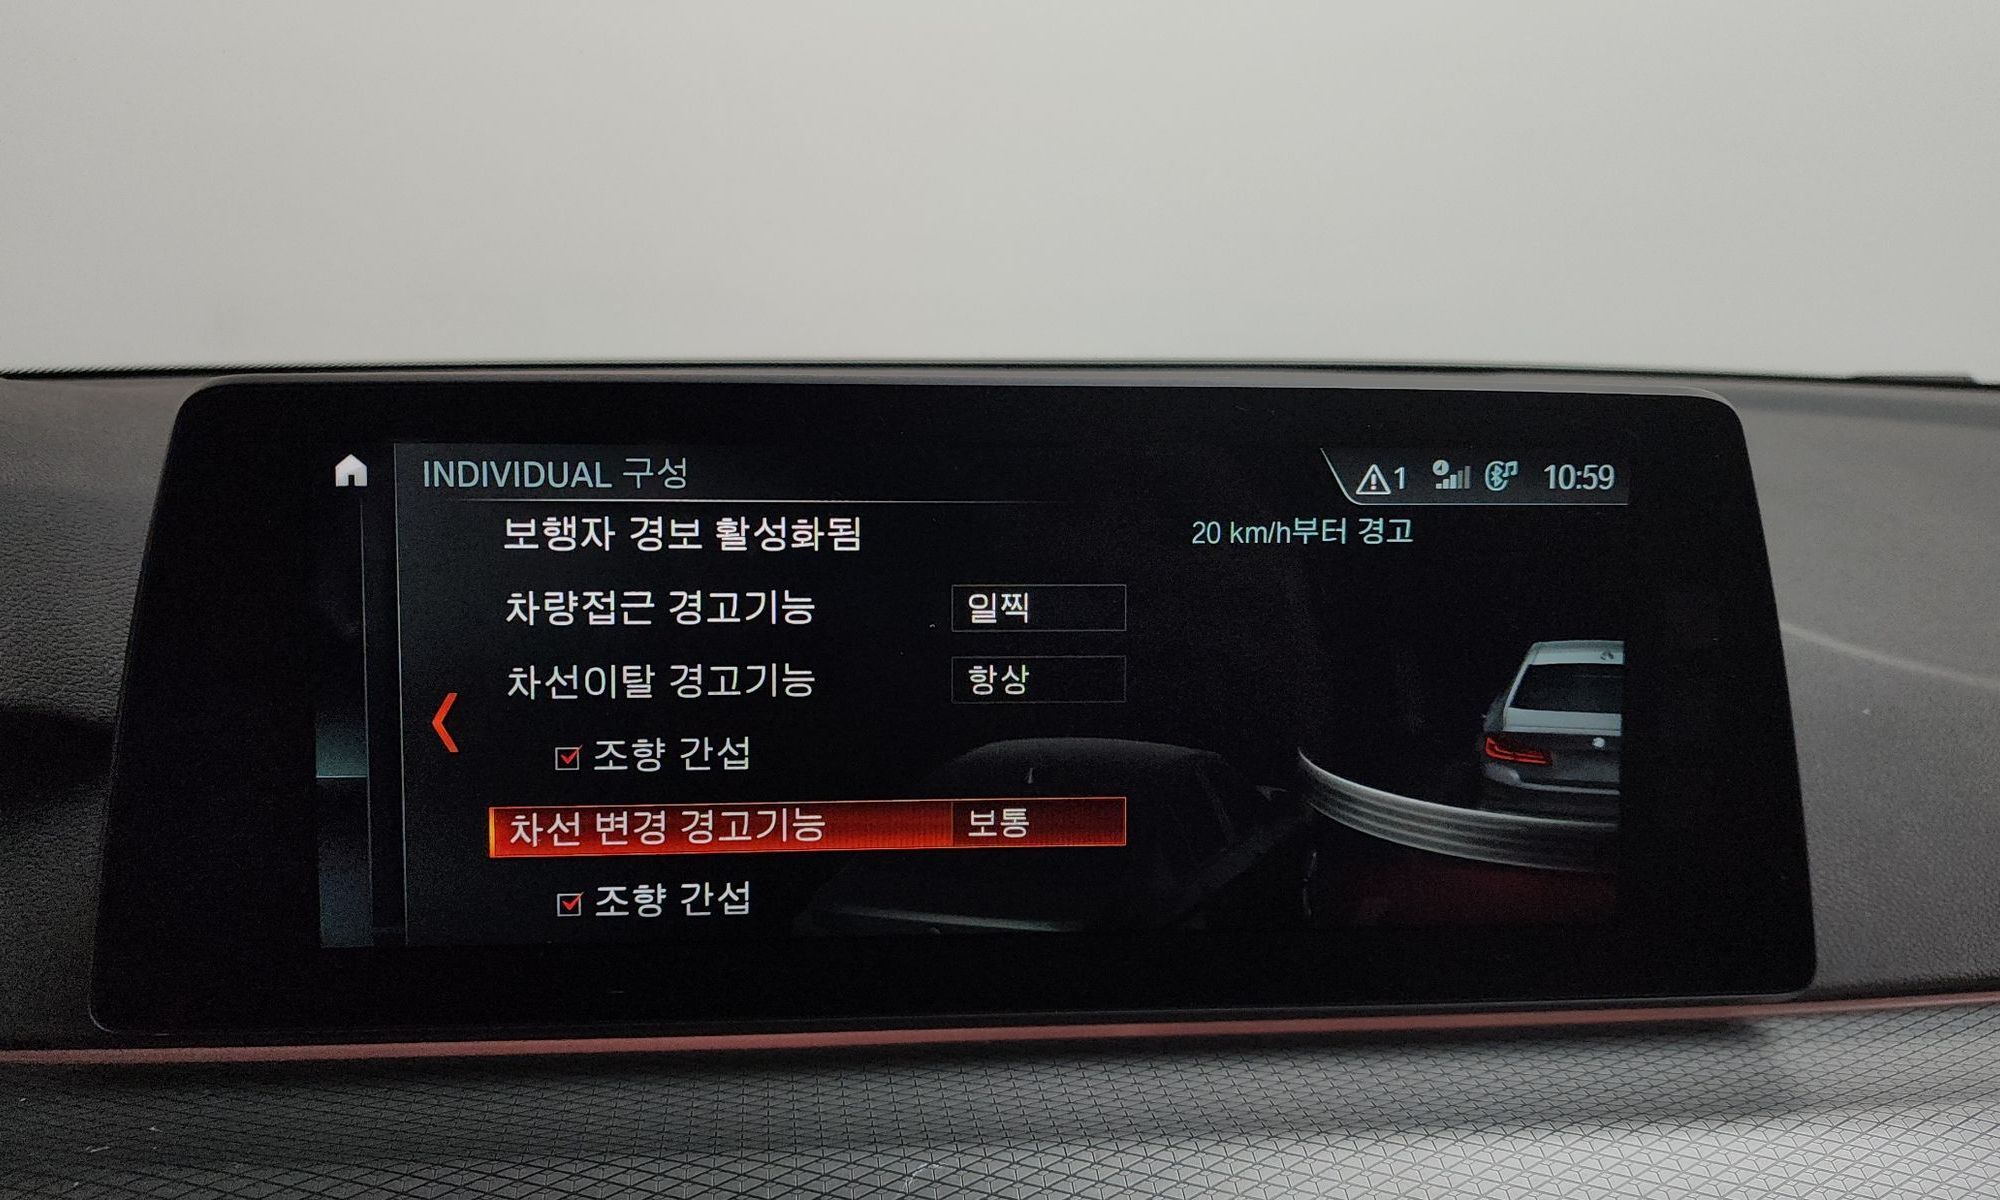 INDIVIDUAL 구성
1 10:59
보행자 경보 활성화됨
20 km/h부터 경고
차량접근 경고기능 일찍
차선이탈 경고기능 항상
조향 간섭
차선 변경 경고기능 보통
조향 간섭